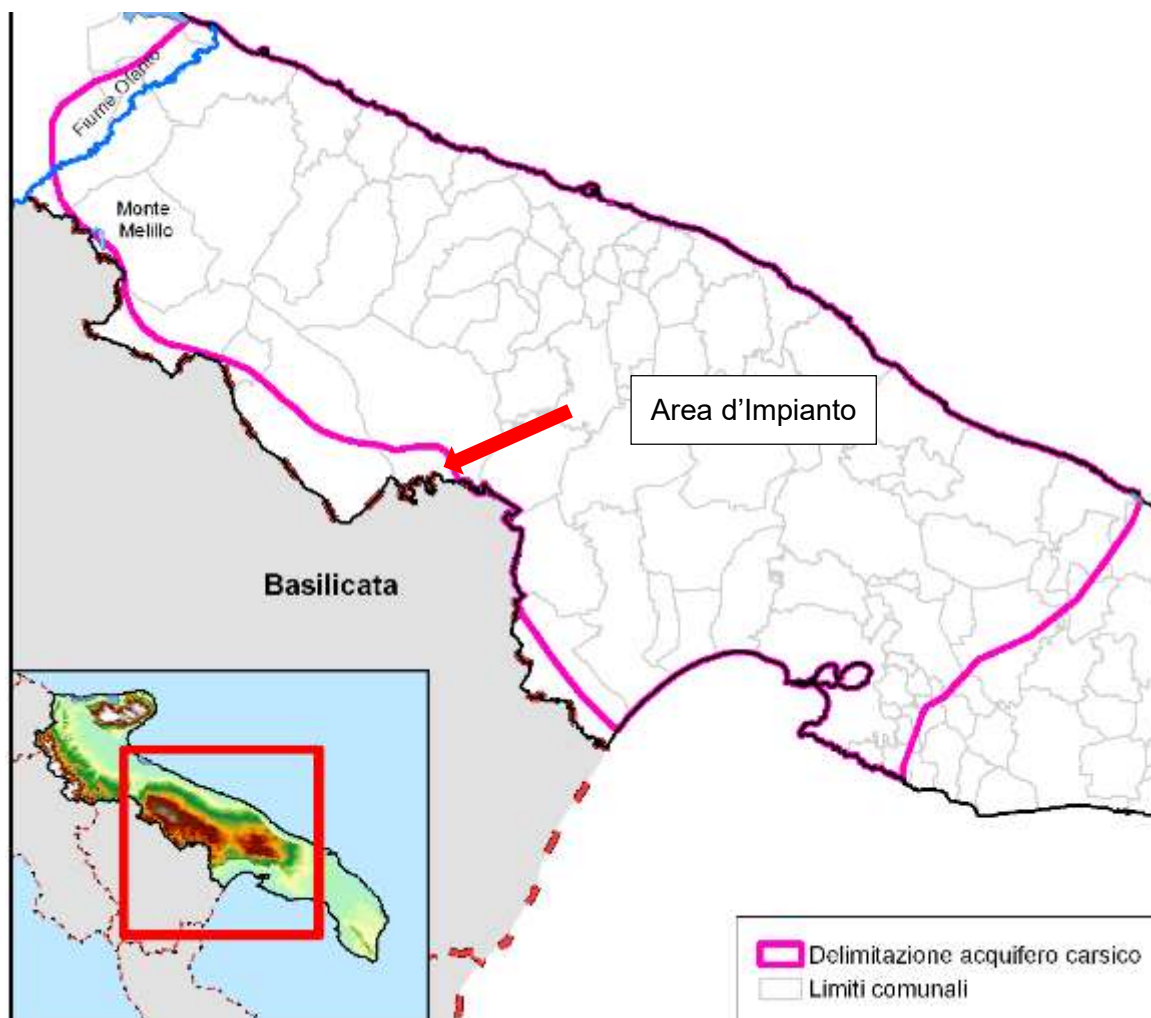 Fiume Ofanto
Monte
Melillo
Area d'Impianto
Basilicata
Delimitazione acquifero carsico
Limiti comunali